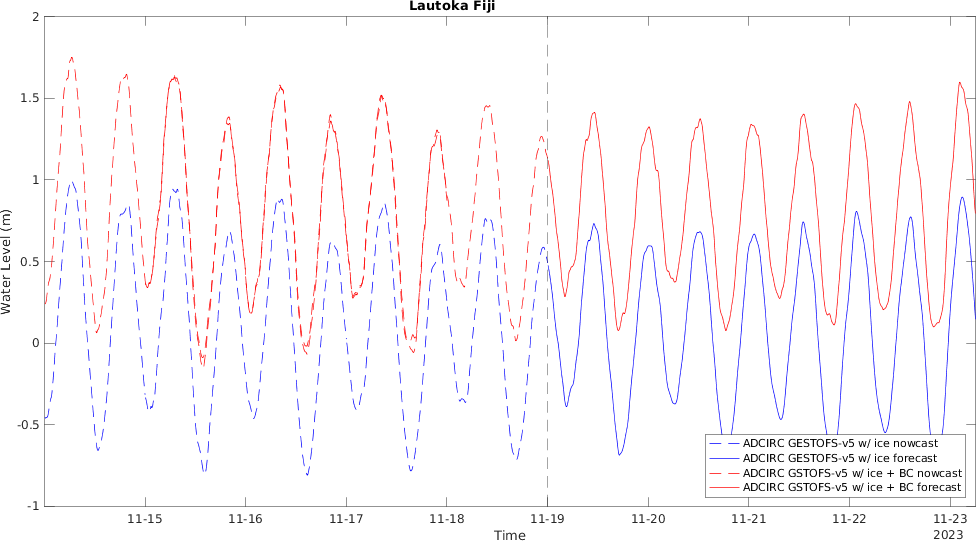 Lautoka Fiji
Water Level (m)
2
1.5
1
0.5
0
-0.5
-1
ADCIRC GESTOFS-v5 w/ ice nowcast
ADCIRC GESTOFS-v5 w/ ice forecast
ADCIRC GSTOFS-v5 w/ ice + BC nowcast
ADCIRC GSTOFS-v5 w/ ice + BC forecast
11-15 11-16 11-17 11-18 11-19 11-20 11-21 11-22 11-23
Time 2023